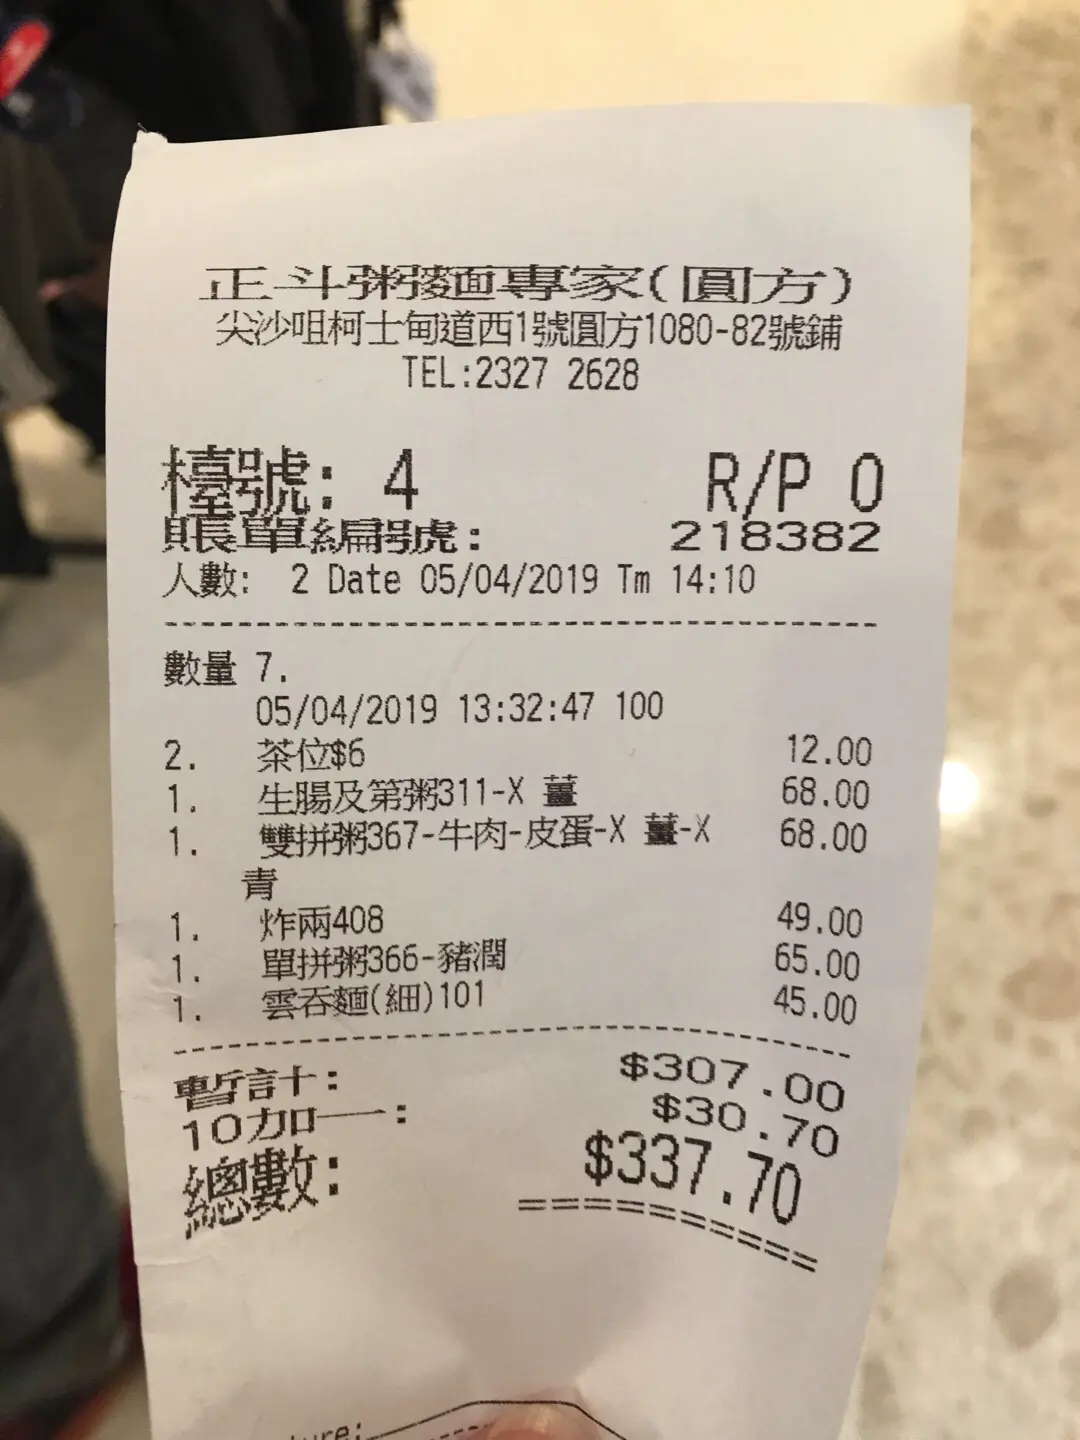 正斗粥麵專家(圓方)
尖沙咀柯士甸道西1號圓方1080-82號鋪
TEL:2327 2628
檯號: 4 R/P 0
賬單編號: 218382
人數: 2 Date 05/04/2019 Tm 14:10
數量 7.
05/04/2019 13:32:47 100
2. 茶位$6 12.00
1. 生腸及第粥311-X 薑 68.00
1. 雙拼粥367-牛肉-皮蛋-X 薑-X 68.00
青
1. 炸兩408 49.00
1. 單拼粥366-豬潤 65.00
1. 雲吞麵(細)101 45.00
暫計: $307.00
10加一: $30.70
總數: $337.70